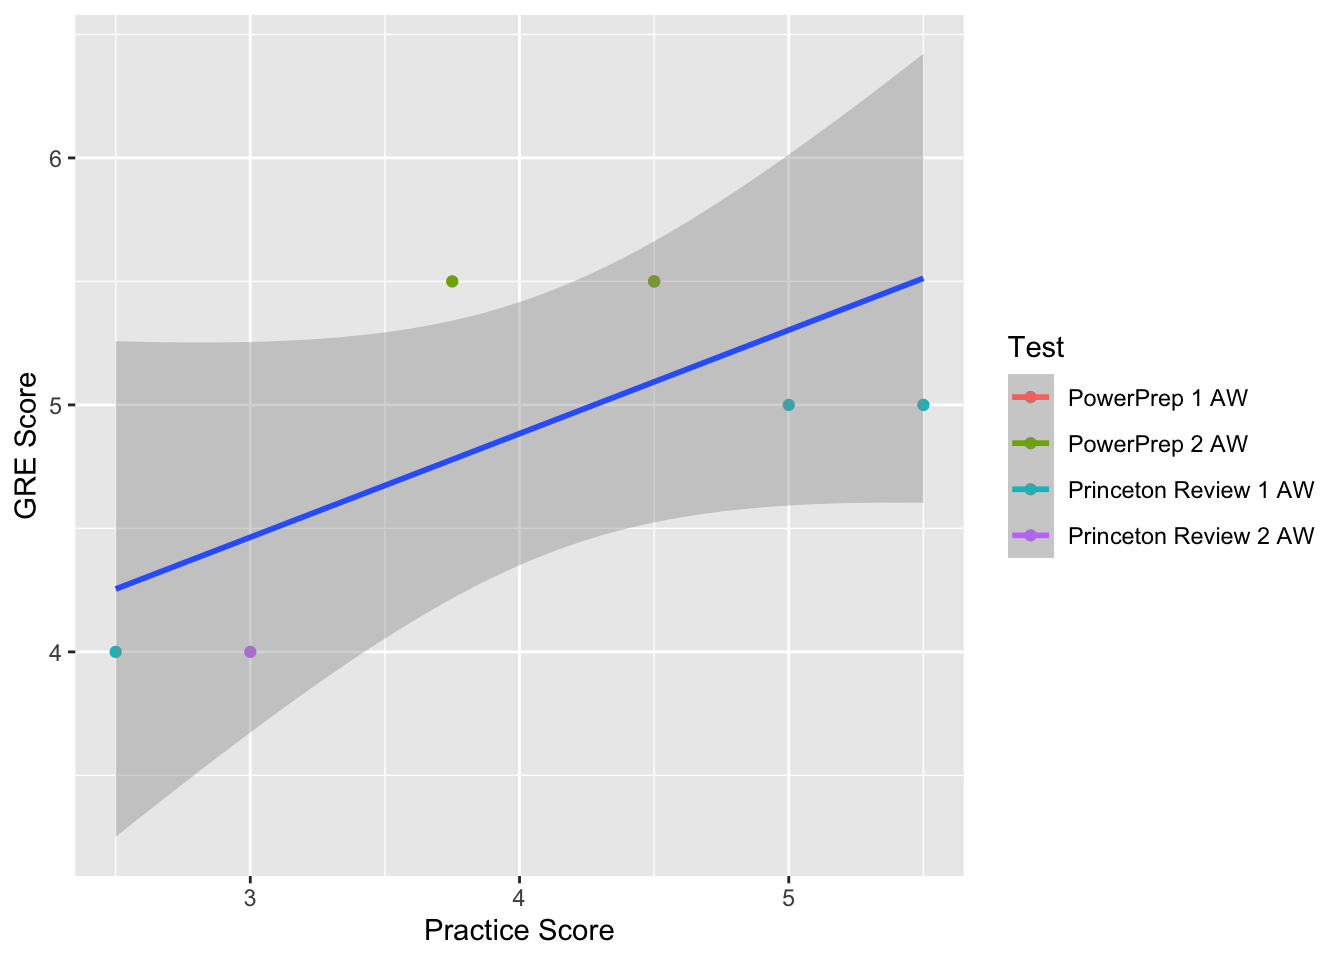 6
5
4
GRE Score
3 4 5
Practice Score
Test
PowerPrep 1 AW
PowerPrep 2 AW
Princeton Review 1 AW
Princeton Review 2 AW